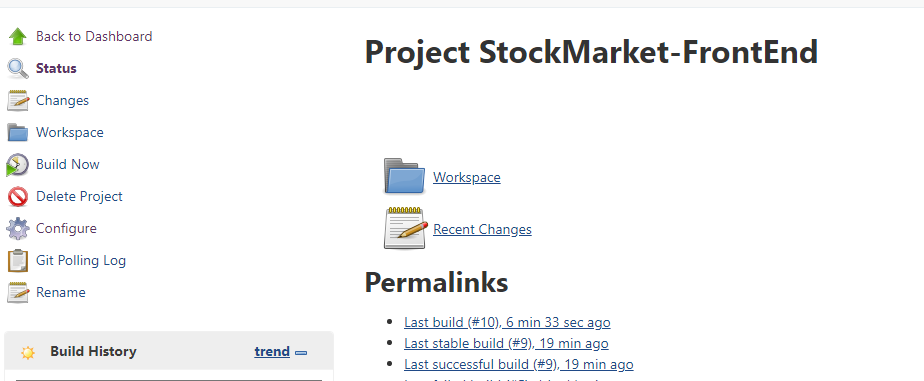 Back to Dashboard
Status
Changes
Workspace
Build Now
Delete Project
Configure
Git Polling Log
Rename
Build History trend
Project StockMarket-FrontEnd
Workspace
Recent Changes
Permalinks
Last build (#10), 6 min 33 sec ago
Last stable build (#9), 19 min ago
Last successful build (#9), 19 min ago